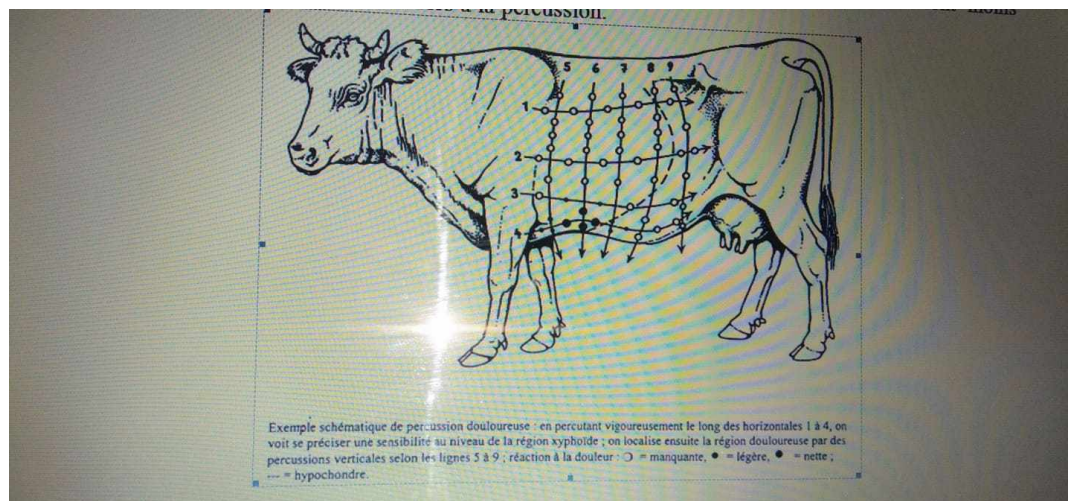 à la percussion.
moins
5 6 7 8 9
1
2
3
4
Exemple schématique de percussion douloureuse : en percutant vigoureusement le long des horizontales 1 à 4, on
voit se préciser une sensibilité au niveau de la région xyphoïde ; on localise ensuite la région douloureuse par des
percussions verticales selon les lignes 5 à 9 ; réaction à la douleur : ❍ = manquante, • = légère, ● = nette ;
--- = hypochondre.